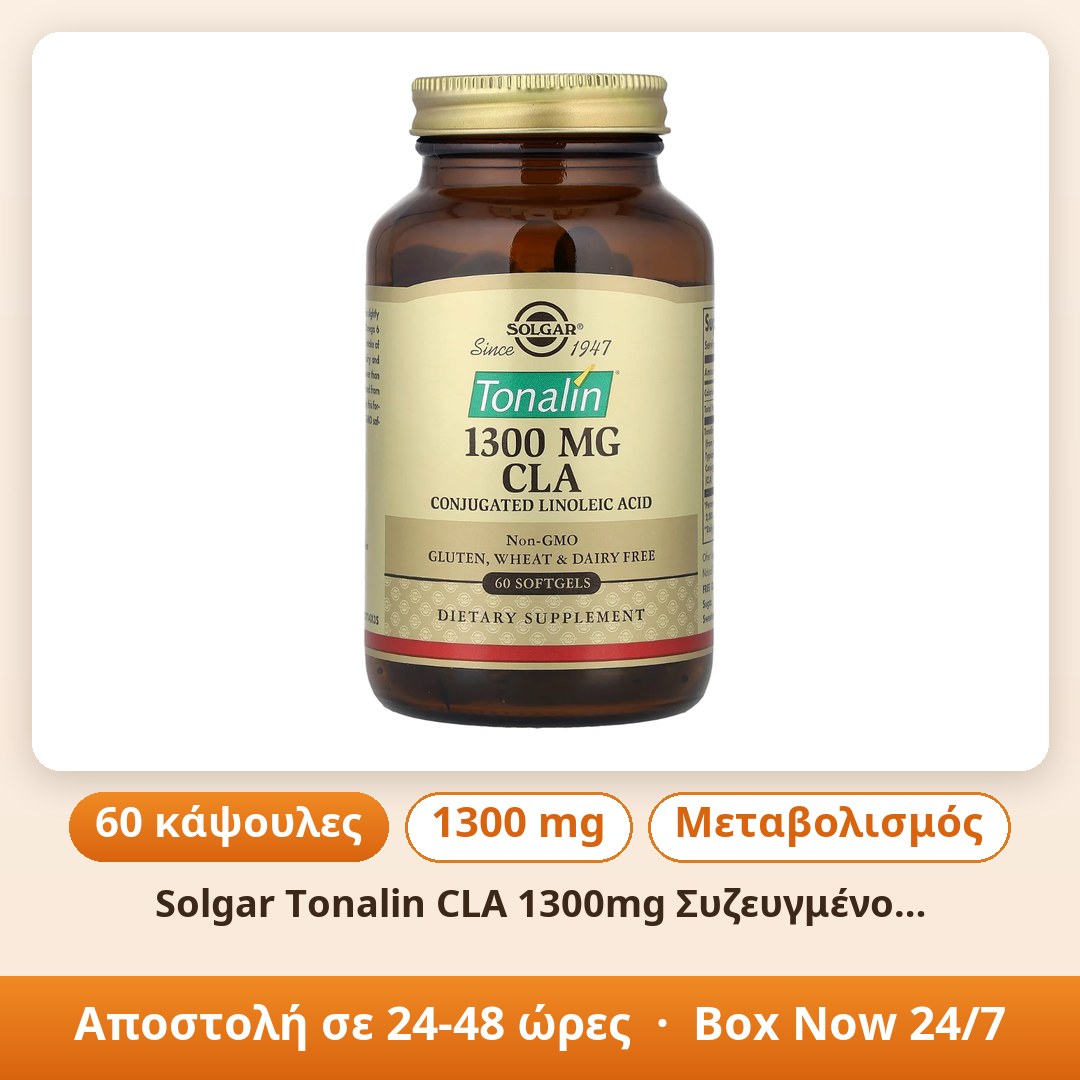 SOLGAR®
Since 1947
Tonalin®
1300 MG
CLA
CONJUGATED LINOLEIC ACID
Non-GMO
GLUTEN, WHEAT & DAIRY FREE
60 SOFTGELS
DIETARY SUPPLEMENT
60 κάψουλες
1300 mg
Μεταβολισμός
Solgar Tonalin CLA 1300mg Συζευγμένο...
Αποστολή σε 24-48 ώρες · Box Now 24/7